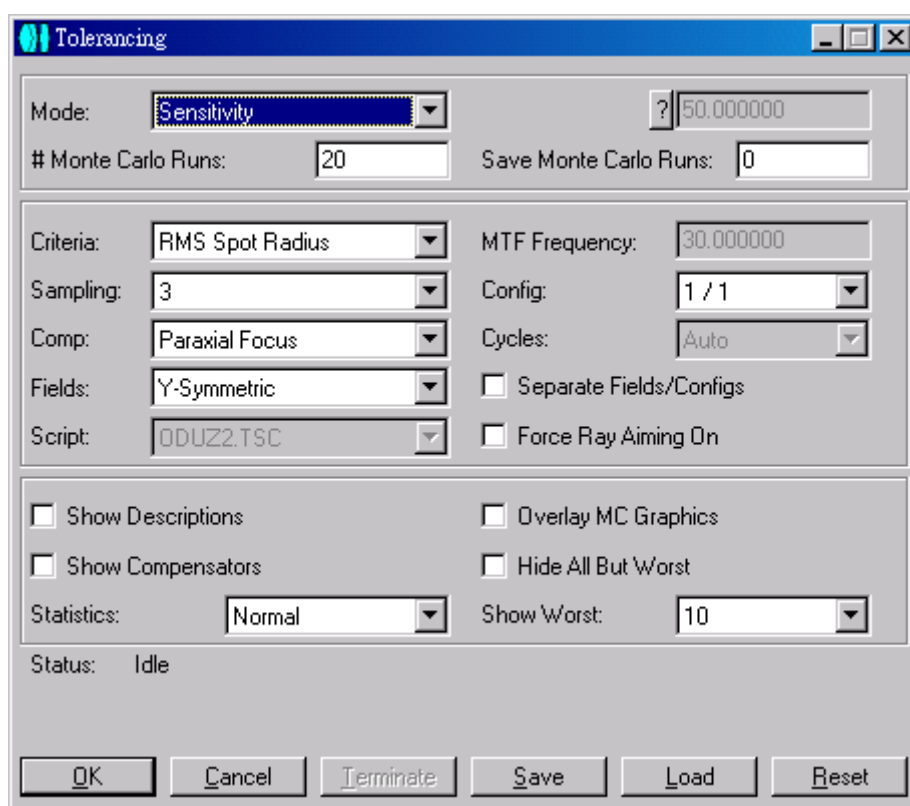 Tolerancing
Mode: Sensitivity ? 50.000000
# Monte Carlo Runs: 20 Save Monte Carlo Runs: 0
Criteria: RMS Spot Radius MTF Frequency: 30.000000
Sampling: 3 Config: 1 / 1
Comp: Paraxial Focus Cycles: Auto
Fields: Y-Symmetric Separate Fields/Configs
Script: ODUZ2.TSC Force Ray Aiming On
Show Descriptions Overlay MC Graphics
Show Compensators Hide All But Worst
Statistics: Normal Show Worst: 10
Status: Idle
OK Cancel Terminate Save Load Reset